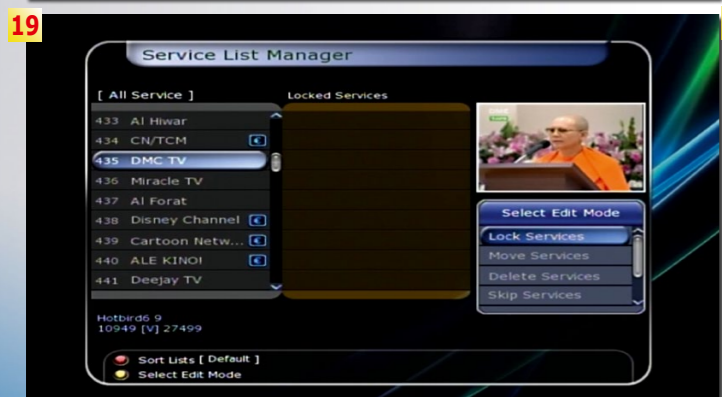 19
Service List Manager
[ All Service ]
Locked Services
433 Al Hiwar
434 CN/TCM €
435 DMC TV
436 Miracle TV
437 Al Forat
438 Disney Channel €
439 Cartoon Netw... €
440 ALE KINO! €
441 Deejay TV
Select Edit Mode
Lock Services
Move Services
Delete Services
Skip Services
Hotbird6 9
10949 [V] 27499
Sort Lists [ Default ]
Select Edit Mode